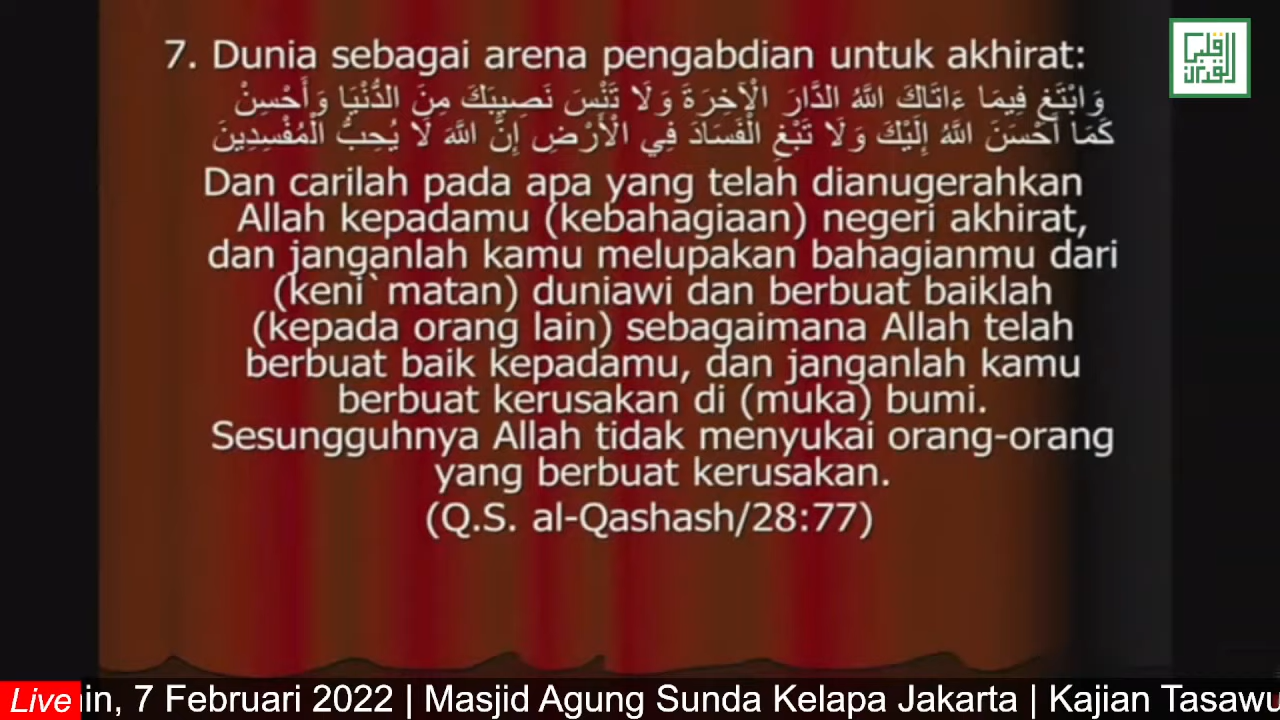 7. Dunia sebagai arena pengabdian untuk akhirat:
وَابْتَغِ فِيمَا ءَاتَاكَ اللَّهُ الدَّارَ الْآخِرَةَ وَلَا تَنْسَ نَصِيبَكَ مِنَ الدُّنْيَا وَأَحْسِنْ
كَمَا أَحْسَنَ اللَّهُ إِلَيْكَ وَلَا تَبْغِ الْفَسَادَ فِي الْأَرْضِ إِنَّ اللَّهَ لَا يُحِبُّ الْمُفْسِدِينَ
Dan carilah pada apa yang telah dianugerahkan
Allah kepadamu (kebahagiaan) negeri akhirat,
dan janganlah kamu melupakan bahagianmu dari
(keni`matan) duniawi dan berbuat baiklah
(kepada orang lain) sebagaimana Allah telah
berbuat baik kepadamu, dan janganlah kamu
berbuat kerusakan di (muka) bumi.
Sesungguhnya Allah tidak menyukai orang-orang
yang berbuat kerusakan.
(Q.S. al-Qashash/28:77)
Live in, 7 Februari 2022 | Masjid Agung Sunda Kelapa Jakarta | Kajian Tasawu